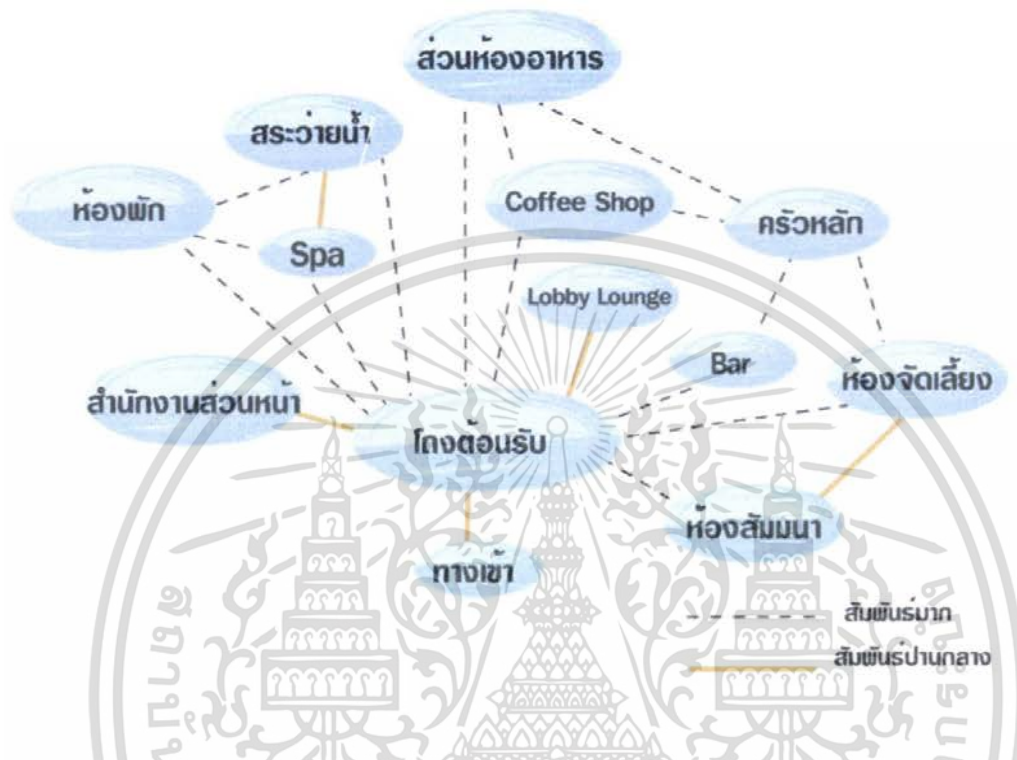 ส่วนห้องอาหาร
สระว่ายน้ำ
ห้องพัก
Coffee Shop
ครัวหลัก
Spa
Lobby Lounge
Bar
ห้องจัดเลี้ยง
สำนักงานส่วนหน้า
โถงต้อนรับ
ห้องสัมมนา
ทางเข้า
สัมพันธ์มาก
สัมพันธ์ปานกลาง